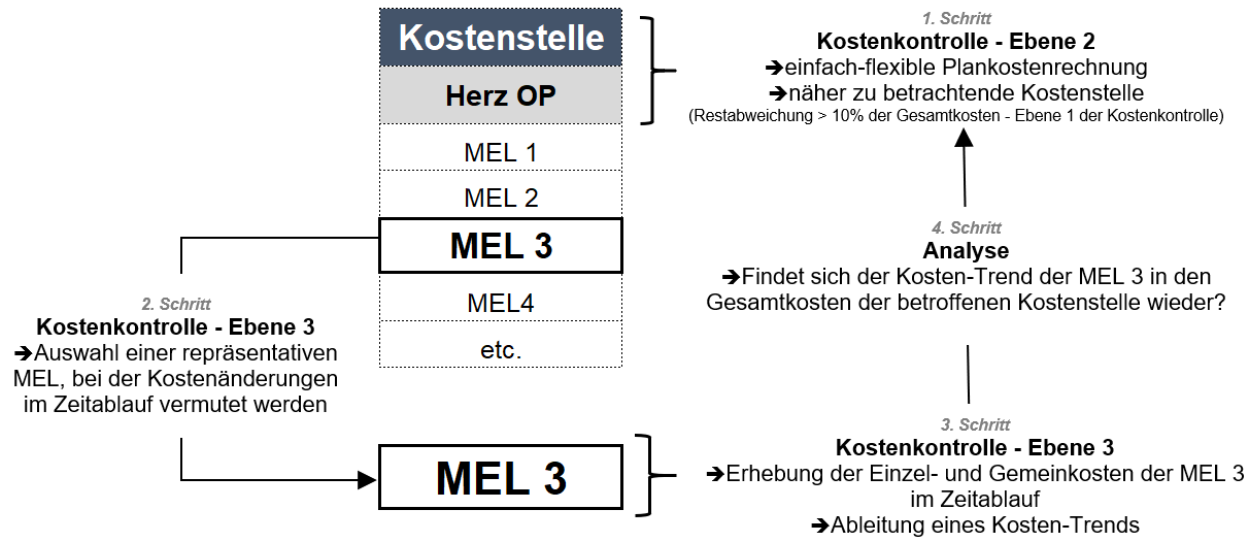 Kostenstelle
Herz OP
MEL 1
MEL 2
MEL 3
MEL4
etc.
1. Schritt
Kostenkontrolle - Ebene 2
➔einfach-flexible Plankostenrechnung
➔näher zu betrachtende Kostenstelle
(Restabweichung > 10% der Gesamtkosten - Ebene 1 der Kostenkontrolle)
2. Schritt
Kostenkontrolle - Ebene 3
➔Auswahl einer repräsentativen
MEL, bei der Kostenänderungen
im Zeitablauf vermutet werden
MEL 3
3. Schritt
Kostenkontrolle - Ebene 3
➔Erhebung der Einzel- und Gemeinkosten der MEL 3
im Zeitablauf
➔Ableitung eines Kosten-Trends
4. Schritt
Analyse
➔Findet sich der Kosten-Trend der MEL 3 in den
Gesamtkosten der betroffenen Kostenstelle wieder?